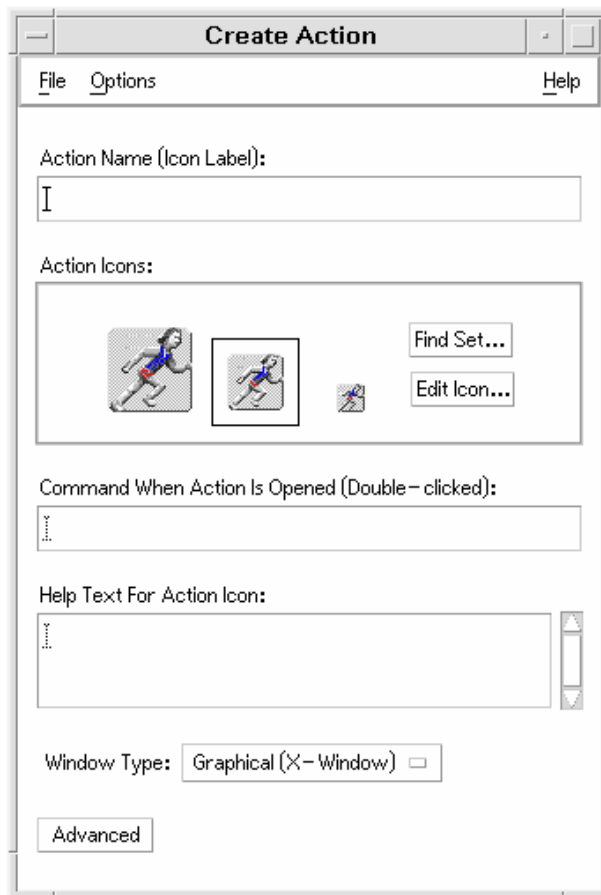 Create Action
File Options Help
Action Name (Icon Label):
Action Icons:
Find Set...
Edit Icon...
Command When Action Is Opened (Double-clicked):
Help Text For Action Icon:
Window Type: Graphical (X-Window)
Advanced